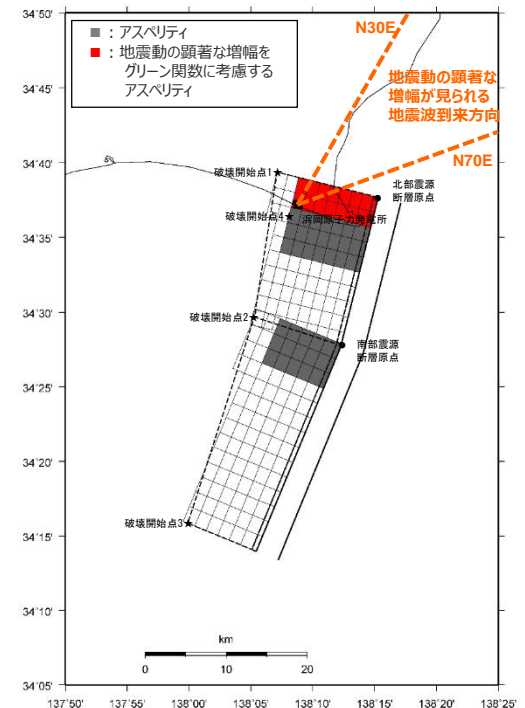 ■：アスペリティ
■：地震動の顕著な増幅を
グリーン関数に考慮する
アスペリティ
N30E
地震動の顕著な
増幅が見られる
地震波到来方向
N70E
破壊開始点1
北部震源
断層原点
破壊開始点4
浜岡原子力発電所
破壊開始点2
南部震源
断層原点
破壊開始点3
km
0 10 20
34°50'
34°45'
34°40'
34°35'
34°30'
34°25'
34°20'
34°15'
34°10'
34°05'
137°50' 137°55' 138°00' 138°05' 138°10' 138°15' 138°20' 138°25'